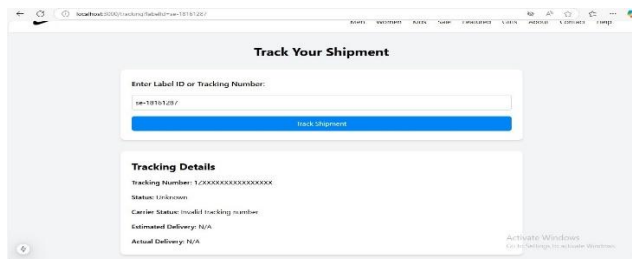 localhost:3000/tracking?labelId=se-18161287
Men Women Kids Sale Featured About Contact Help
Track Your Shipment
Enter Label ID or Tracking Number:
se-18161287
Track Shipment
Tracking Details
Tracking Number: 1ZXXXXXXXXXXXXXXXX
Status: Unknown
Carrier Status: Invalid tracking number
Estimated Delivery: N/A
Actual Delivery: N/A
Activate Windows
Go to Settings to activate Windows.